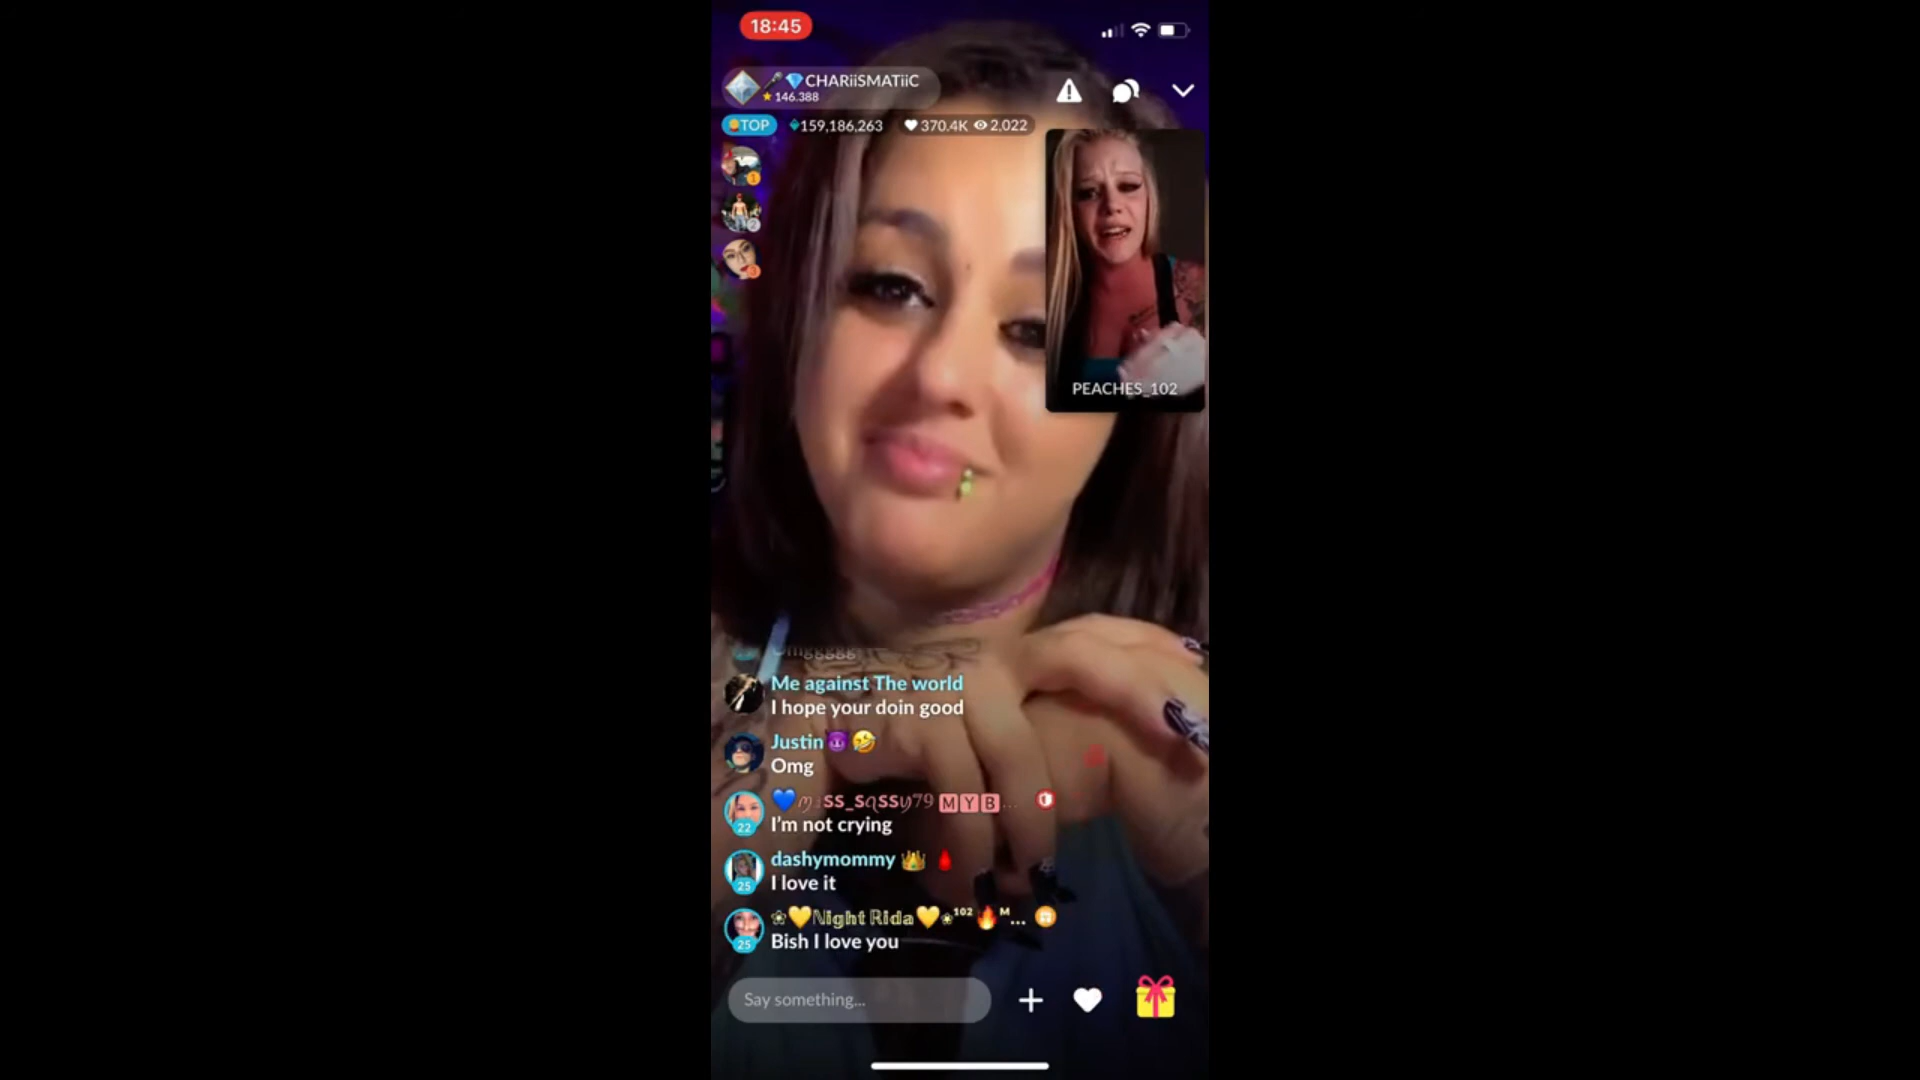 18:45
CHARiiSMATiiC
146.388
TOP
159,186,263
370.4K
2,022
PEACHES_102
Omggggg
Me against The world
I hope your doin good
Justin
Omg
I'm not crying
dashymommy
I love it
ℕ𝕚𝕘𝕙𝕥 ℝ𝕚𝕕𝕒
Bish I love you
Say something...